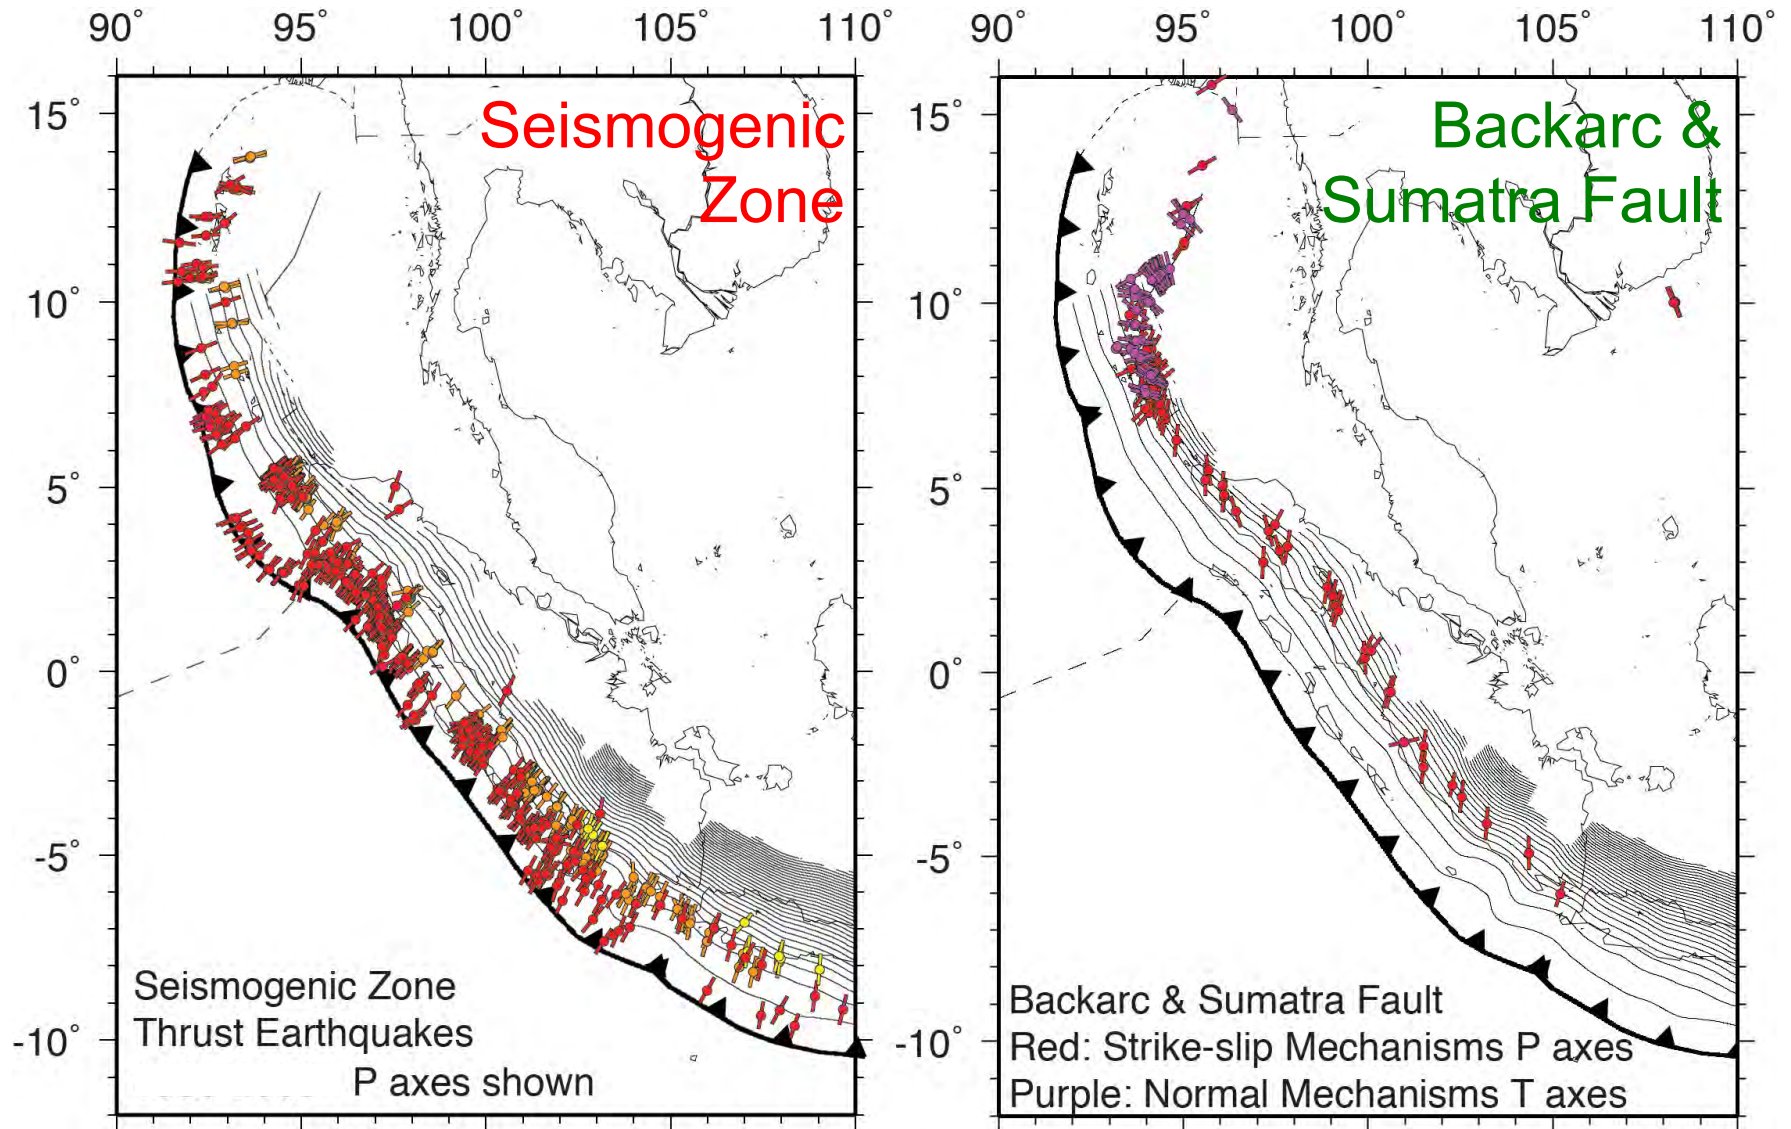 90° 95° 100° 105° 110°
90° 95° 100° 105° 110°
Seismogenic
Zone
15°
10°
5°
0°
-5°
-10°
Seismogenic Zone
Thrust Earthquakes
P axes shown
Backarc &
Sumatra Fault
15°
10°
5°
0°
-5°
-10°
Backarc & Sumatra Fault
Red: Strike-slip Mechanisms P axes
Purple: Normal Mechanisms T axes